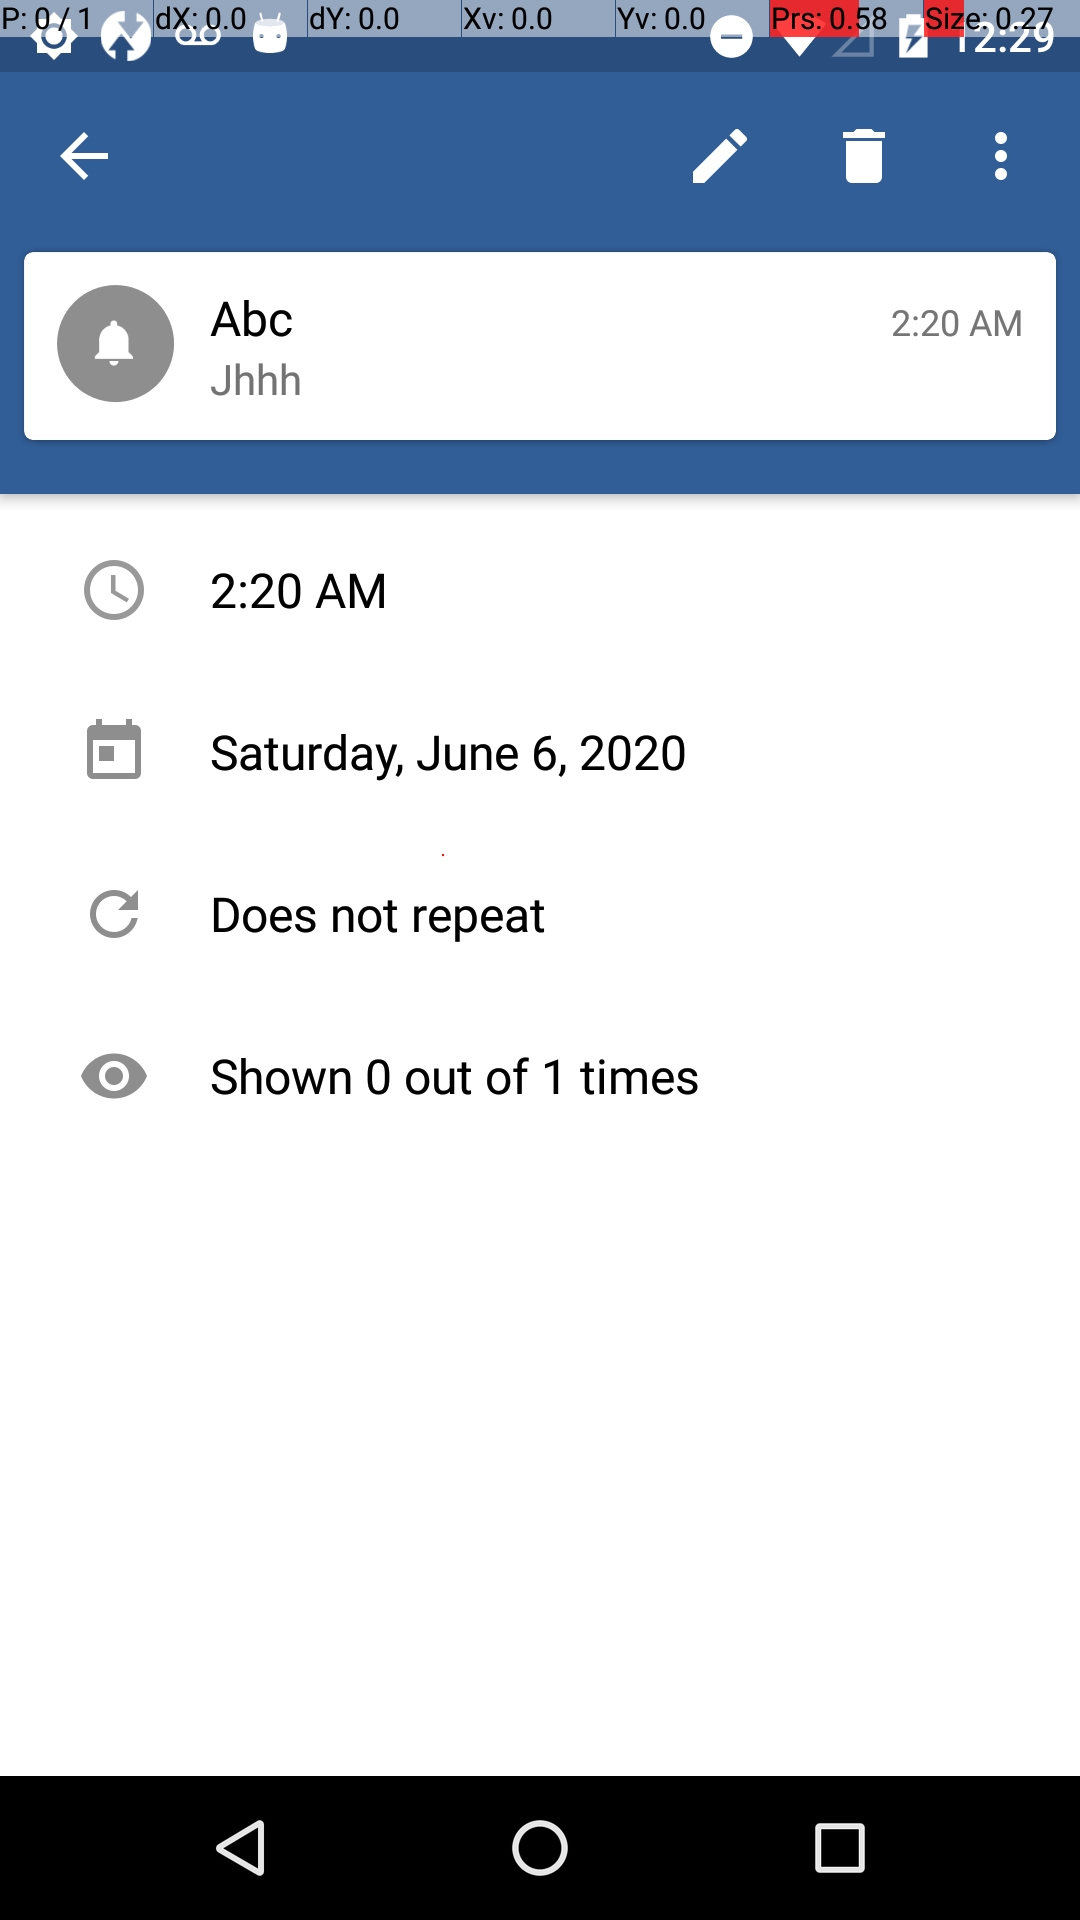 P: 0 / 1 dX: 0.0 dY: 0.0 Xv: 0.0 Yv: 0.0 Prs: 0.58 Size: 0.27
12:29
Abc
2:20 AM
Jhhh
2:20 AM
Saturday, June 6, 2020
Does not repeat
Shown 0 out of 1 times